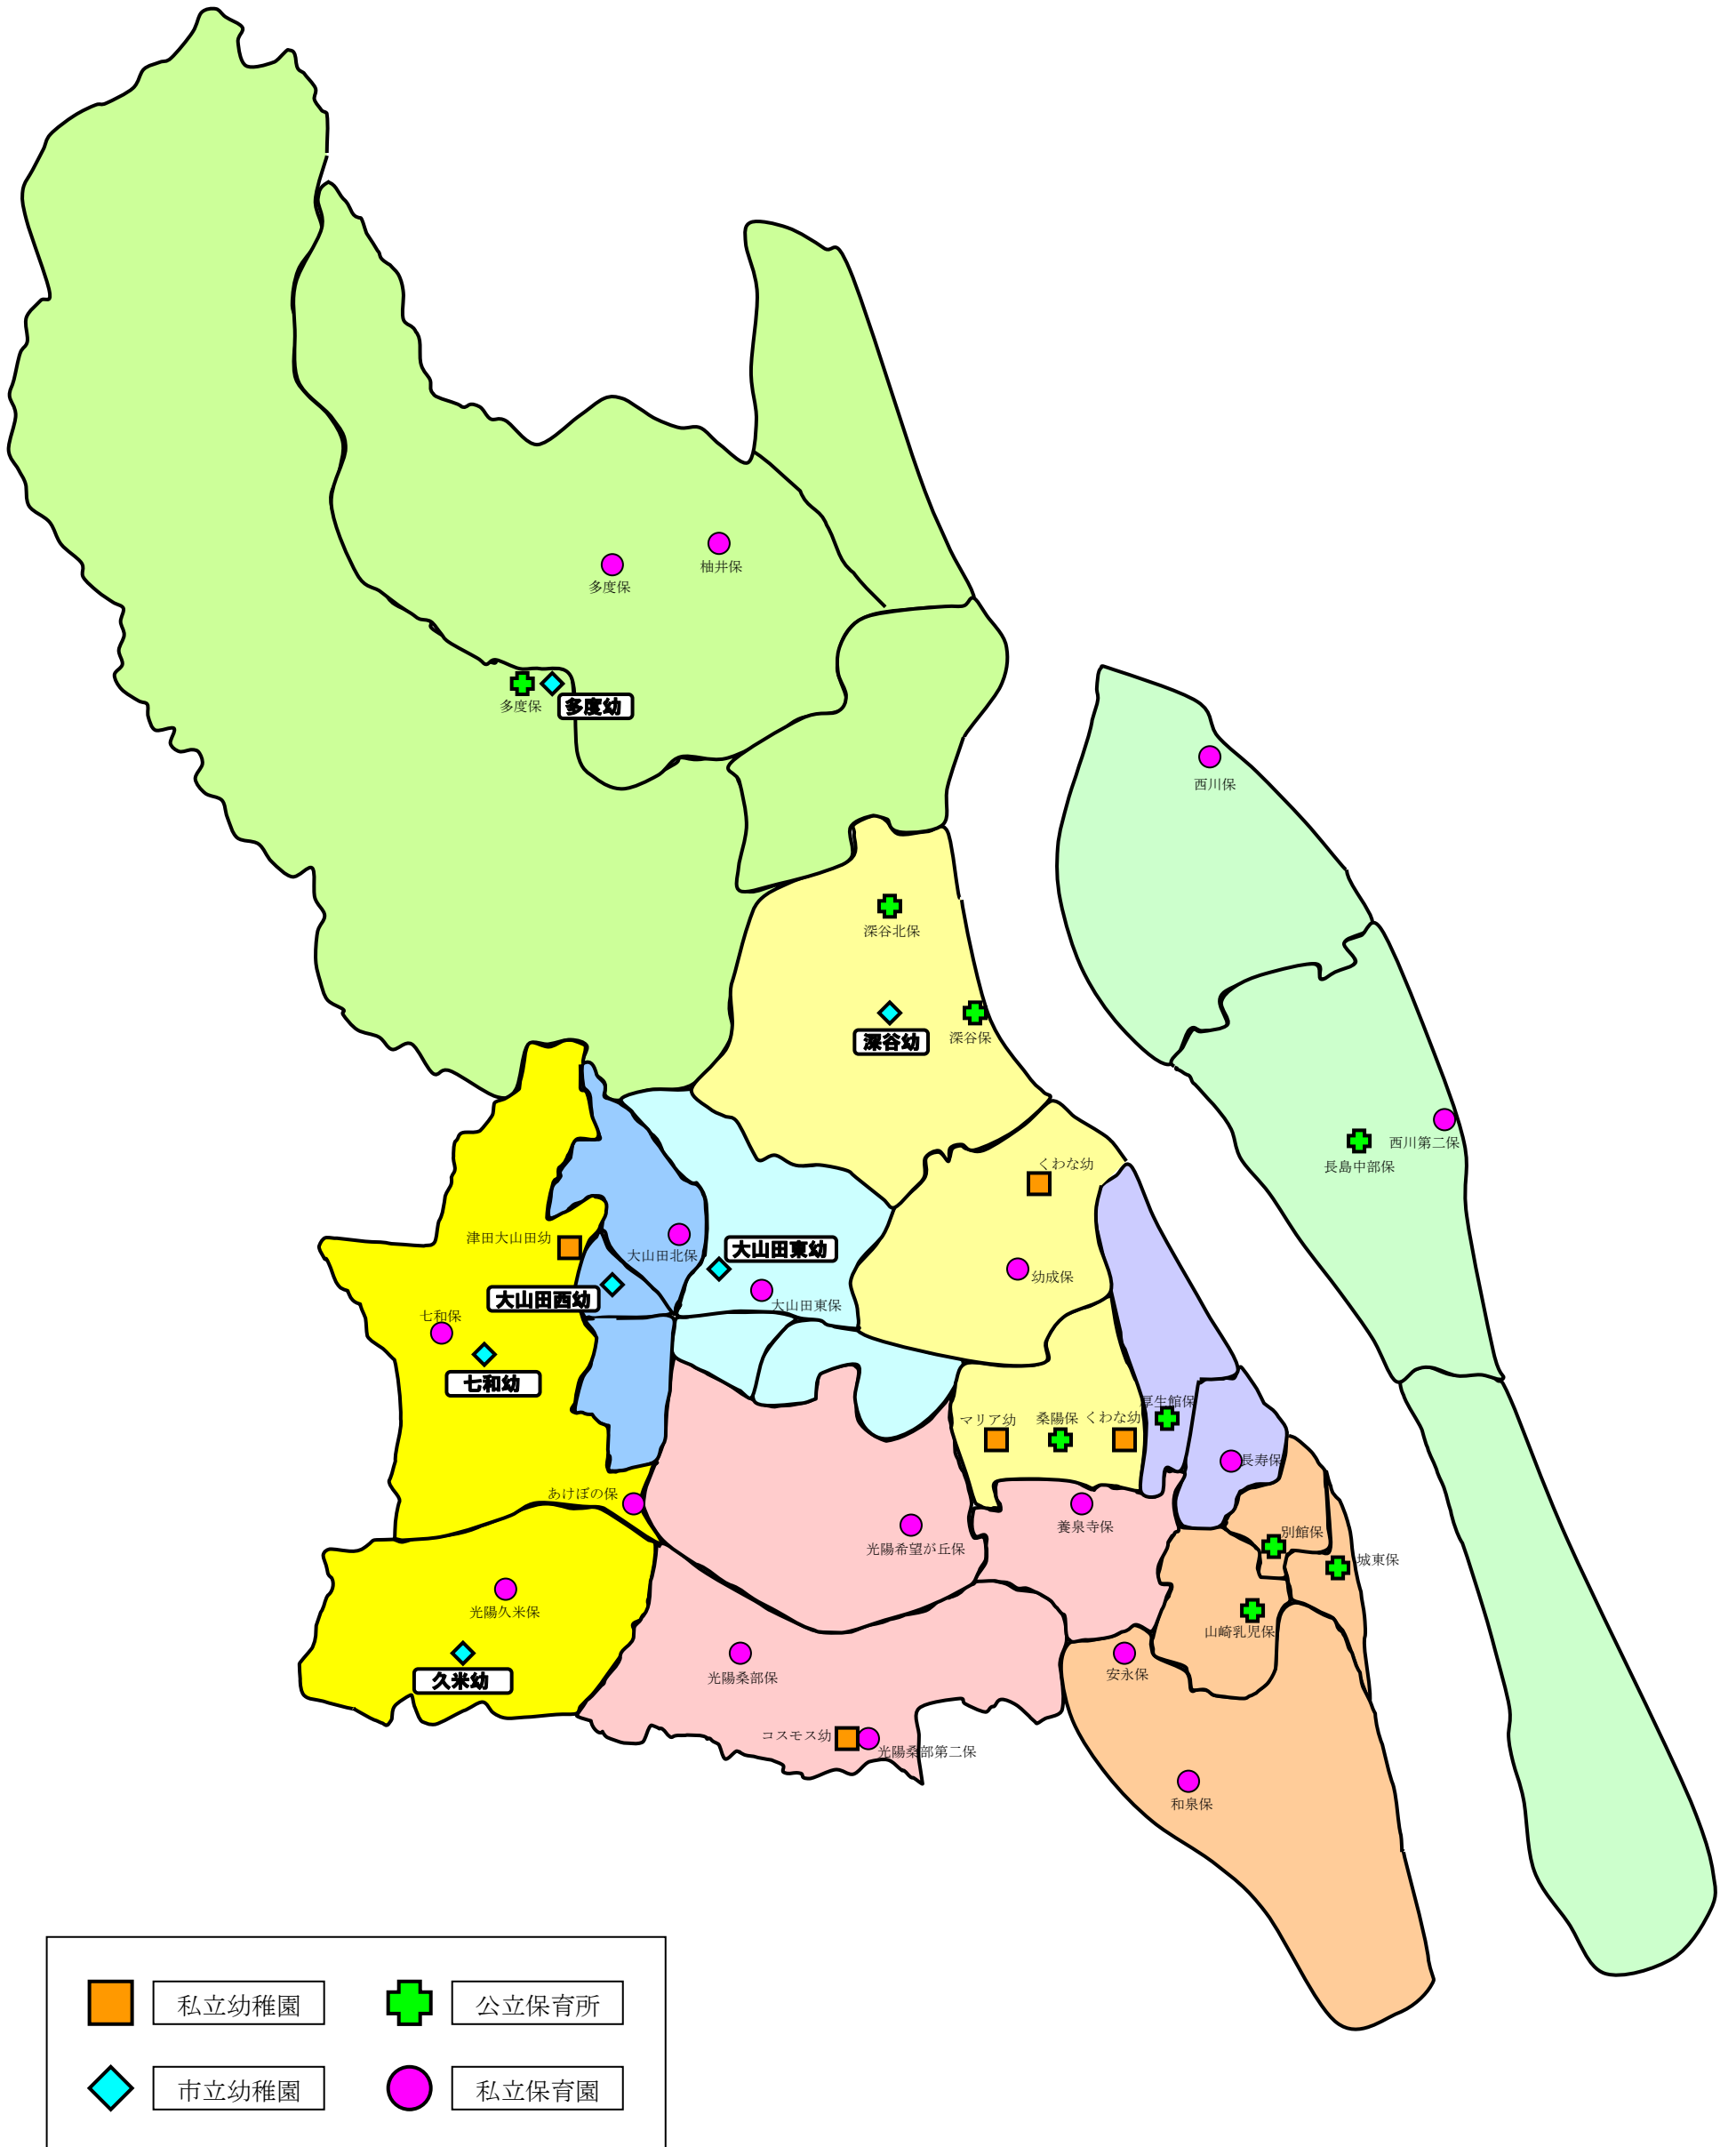 柚井保
多度保
多度保
多度幼
西川保
深谷北保
深谷幼
深谷保
西川第二保
長島中部保
くわな幼
津田大山田幼
大山田北保
大山田東幼
幼成保
大山田西幼
大山田東保
七和保
七和幼
厚生館保
マリア幼
桑陽保
くわな幼
長寿保
あけぼの保
養泉寺保
別館保
光陽希望が丘保
城東保
光陽久米保
山崎乳児保
久米幼
光陽桑部保
安永保
コスモス幼
光陽桑部第二保
和泉保
私立幼稚園
公立保育所
市立幼稚園
私立保育園